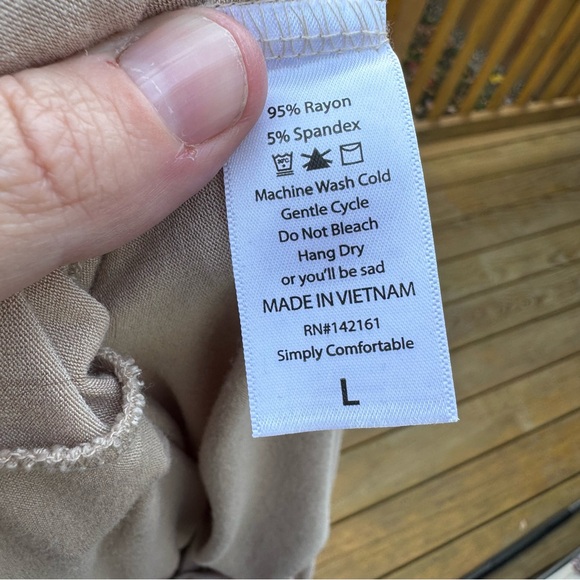 95% Rayon
5% Spandex
Machine Wash Cold
Gentle Cycle
Do Not Bleach
Hang Dry
or you'll be sad
MADE IN VIETNAM
RN#142161
Simply Comfortable
L